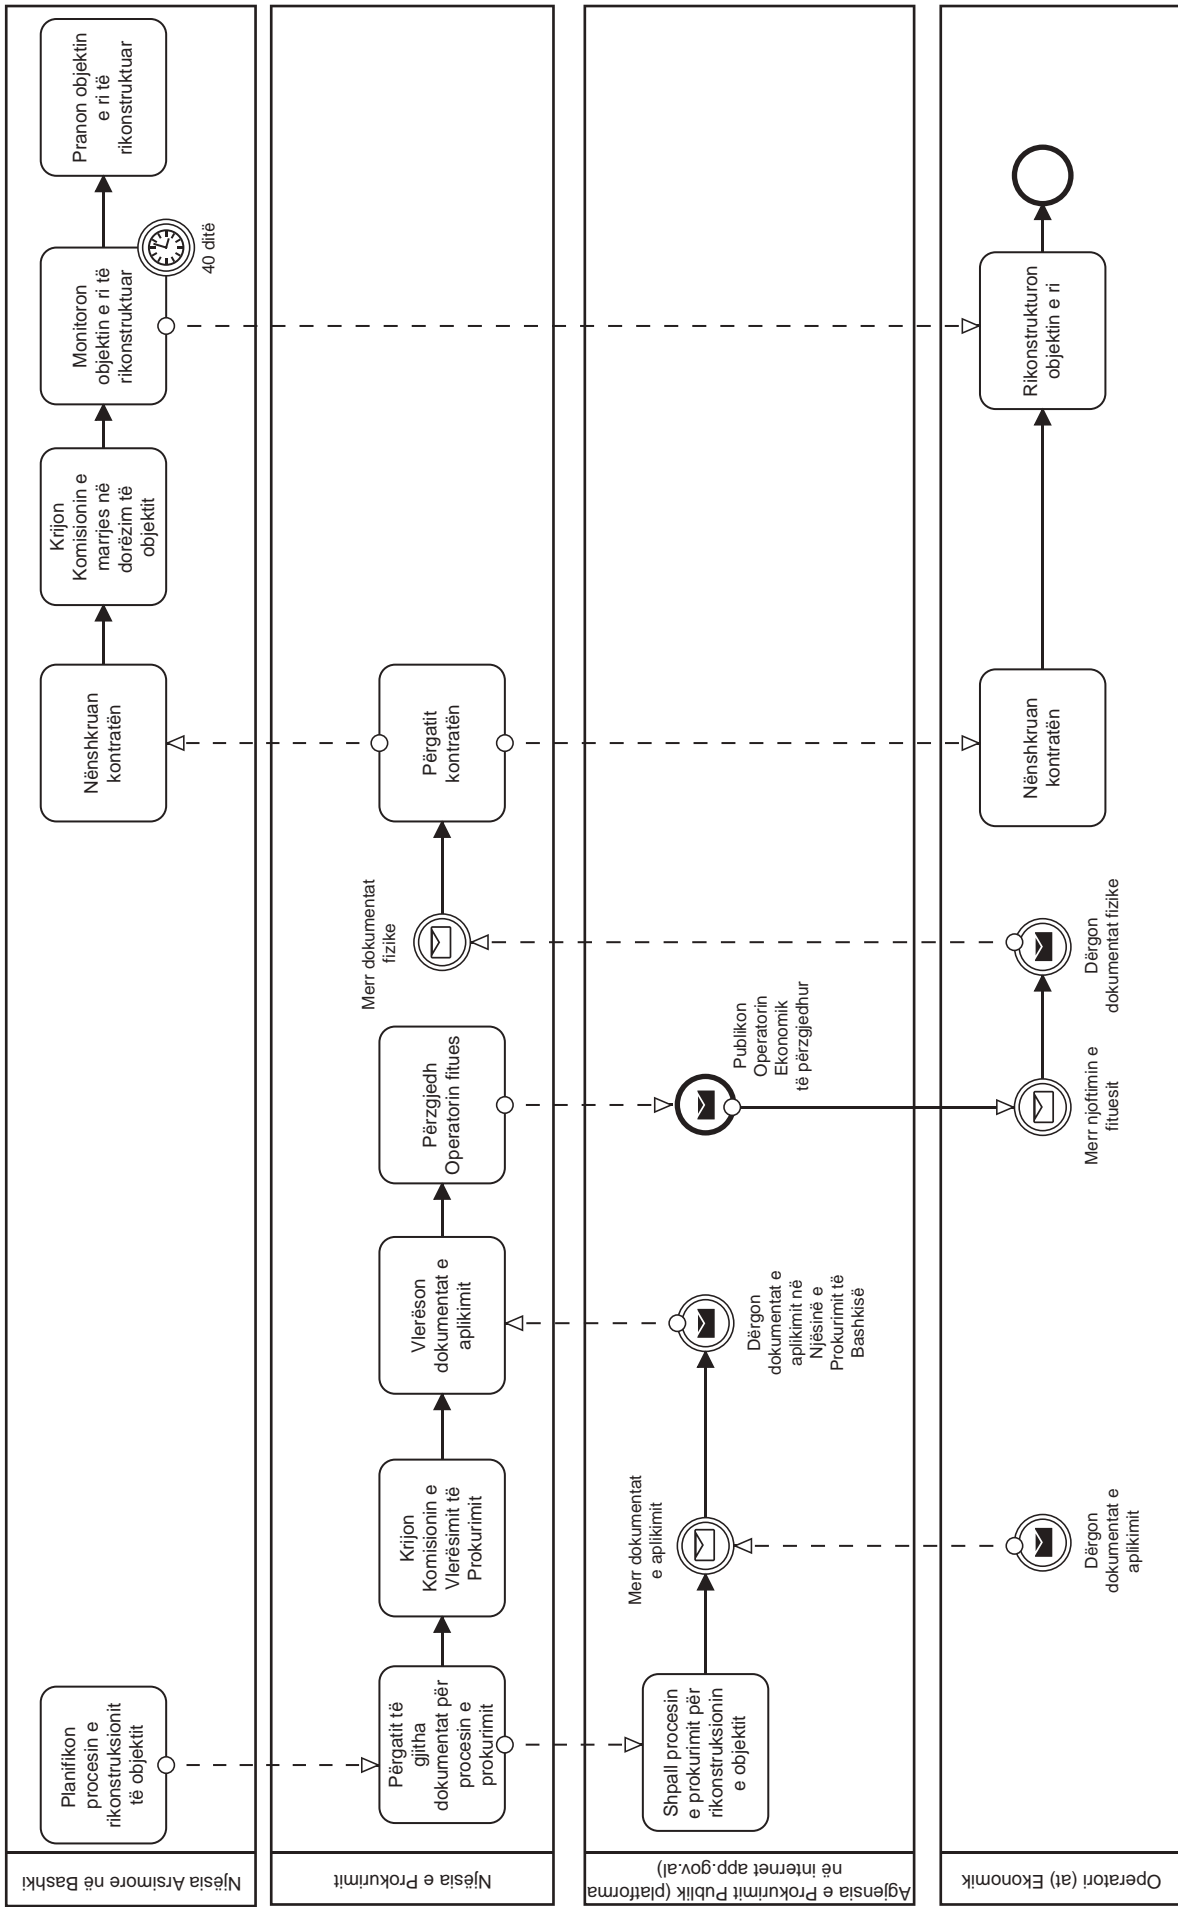 Njësia Arsimore në Bashki
Planifikon
procesin e
rikonstruksionit
të objektit
Nënshkruan
kontratën
Krijon
Komisionin e
marrjes në
dorëzim të
objektit
Monitoron
objektin e ri të
rikonstruktuar
40 ditë
Pranon objektin
e ri të
rikonstruktuar
Njësia e Prokurimit
Përgatit të
gjitha
dokumentat për
procesin e
prokurimit
Krijon
Komisionin e
Vlerësimit të
Prokurimit
Vlerëson
dokumentat e
aplikimit
Përzgjedh
Operatorin fitues
Merr dokumentat
fizike
Përgatit
kontratën
Agjensia e Prokurimit Publik (platforma
në internet app.gov.al)
Shpall procesin
e prokurimit për
rikonstruksionin
e objektit
Merr dokumentat
e aplikimit
Dërgon
dokumentat e
aplikimit në
Njësinë e
Prokurimit të
Bashkisë
Publikon
Operatorin
Ekonomik
të përzgjedhur
Operatori (at) Ekonomik
Dërgon
dokumentat e
aplikimit
Merr njoftimin e
fituesit
Dërgon
dokumentat fizike
Nënshkruan
kontratën
Rikonstrukturon
objektin e ri